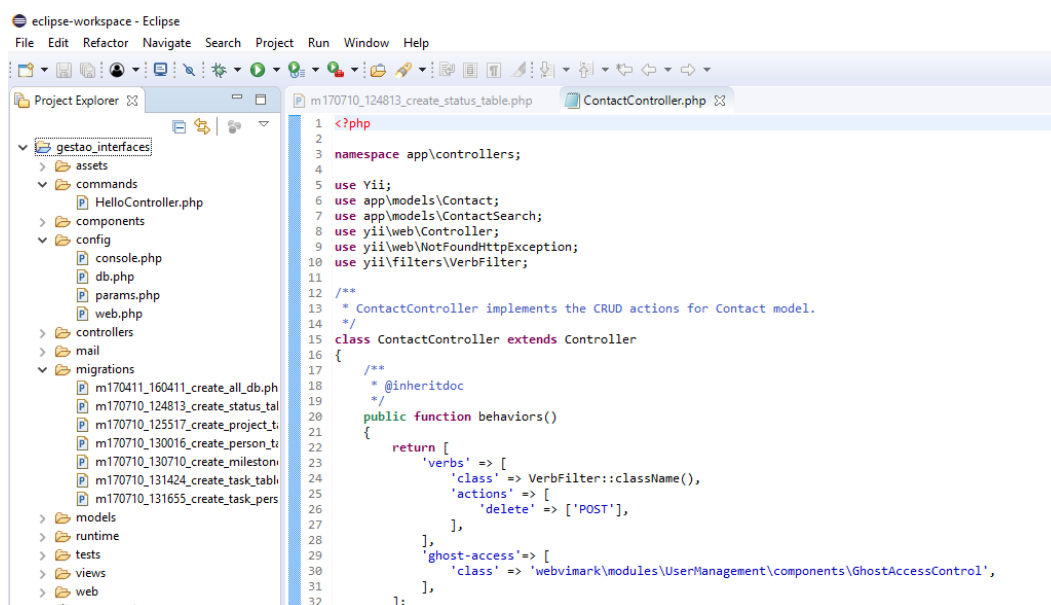 eclipse-workspace - Eclipse
File Edit Refactor Navigate Search Project Run Window Help
Project Explorer
m170710_124813_create_status_table.php
ContactController.php
gestao_interfaces
assets
commands
HelloController.php
components
config
console.php
db.php
params.php
web.php
controllers
mail
migrations
m170411_160411_create_all_db.ph
m170710_124813_create_status_tal
m170710_125517_create_project_ta
m170710_130016_create_person_ta
m170710_130710_create_milestone
m170710_131424_create_task_table
m170710_131655_create_task_pers
models
runtime
tests
views
web
1 <?php
2
3 namespace app\controllers;
4
5 use Yii;
6 use app\models\Contact;
7 use app\models\ContactSearch;
8 use yii\web\Controller;
9 use yii\web\NotFoundHttpException;
10 use yii\filters\VerbFilter;
11
12 /**
13 * ContactController implements the CRUD actions for Contact model.
14 */
15 class ContactController extends Controller
16 {
17 /**
18 * @inheritdoc
19 */
20 public function behaviors()
21 {
22 return [
23 'verbs' => [
24 'class' => VerbFilter::className(),
25 'actions' => [
26 'delete' => ['POST'],
27 ],
28 ],
29 'ghost-access'=> [
30 'class' => 'webvimark\modules\UserManagement\components\GhostAccessControl',
31 ],
32 ];